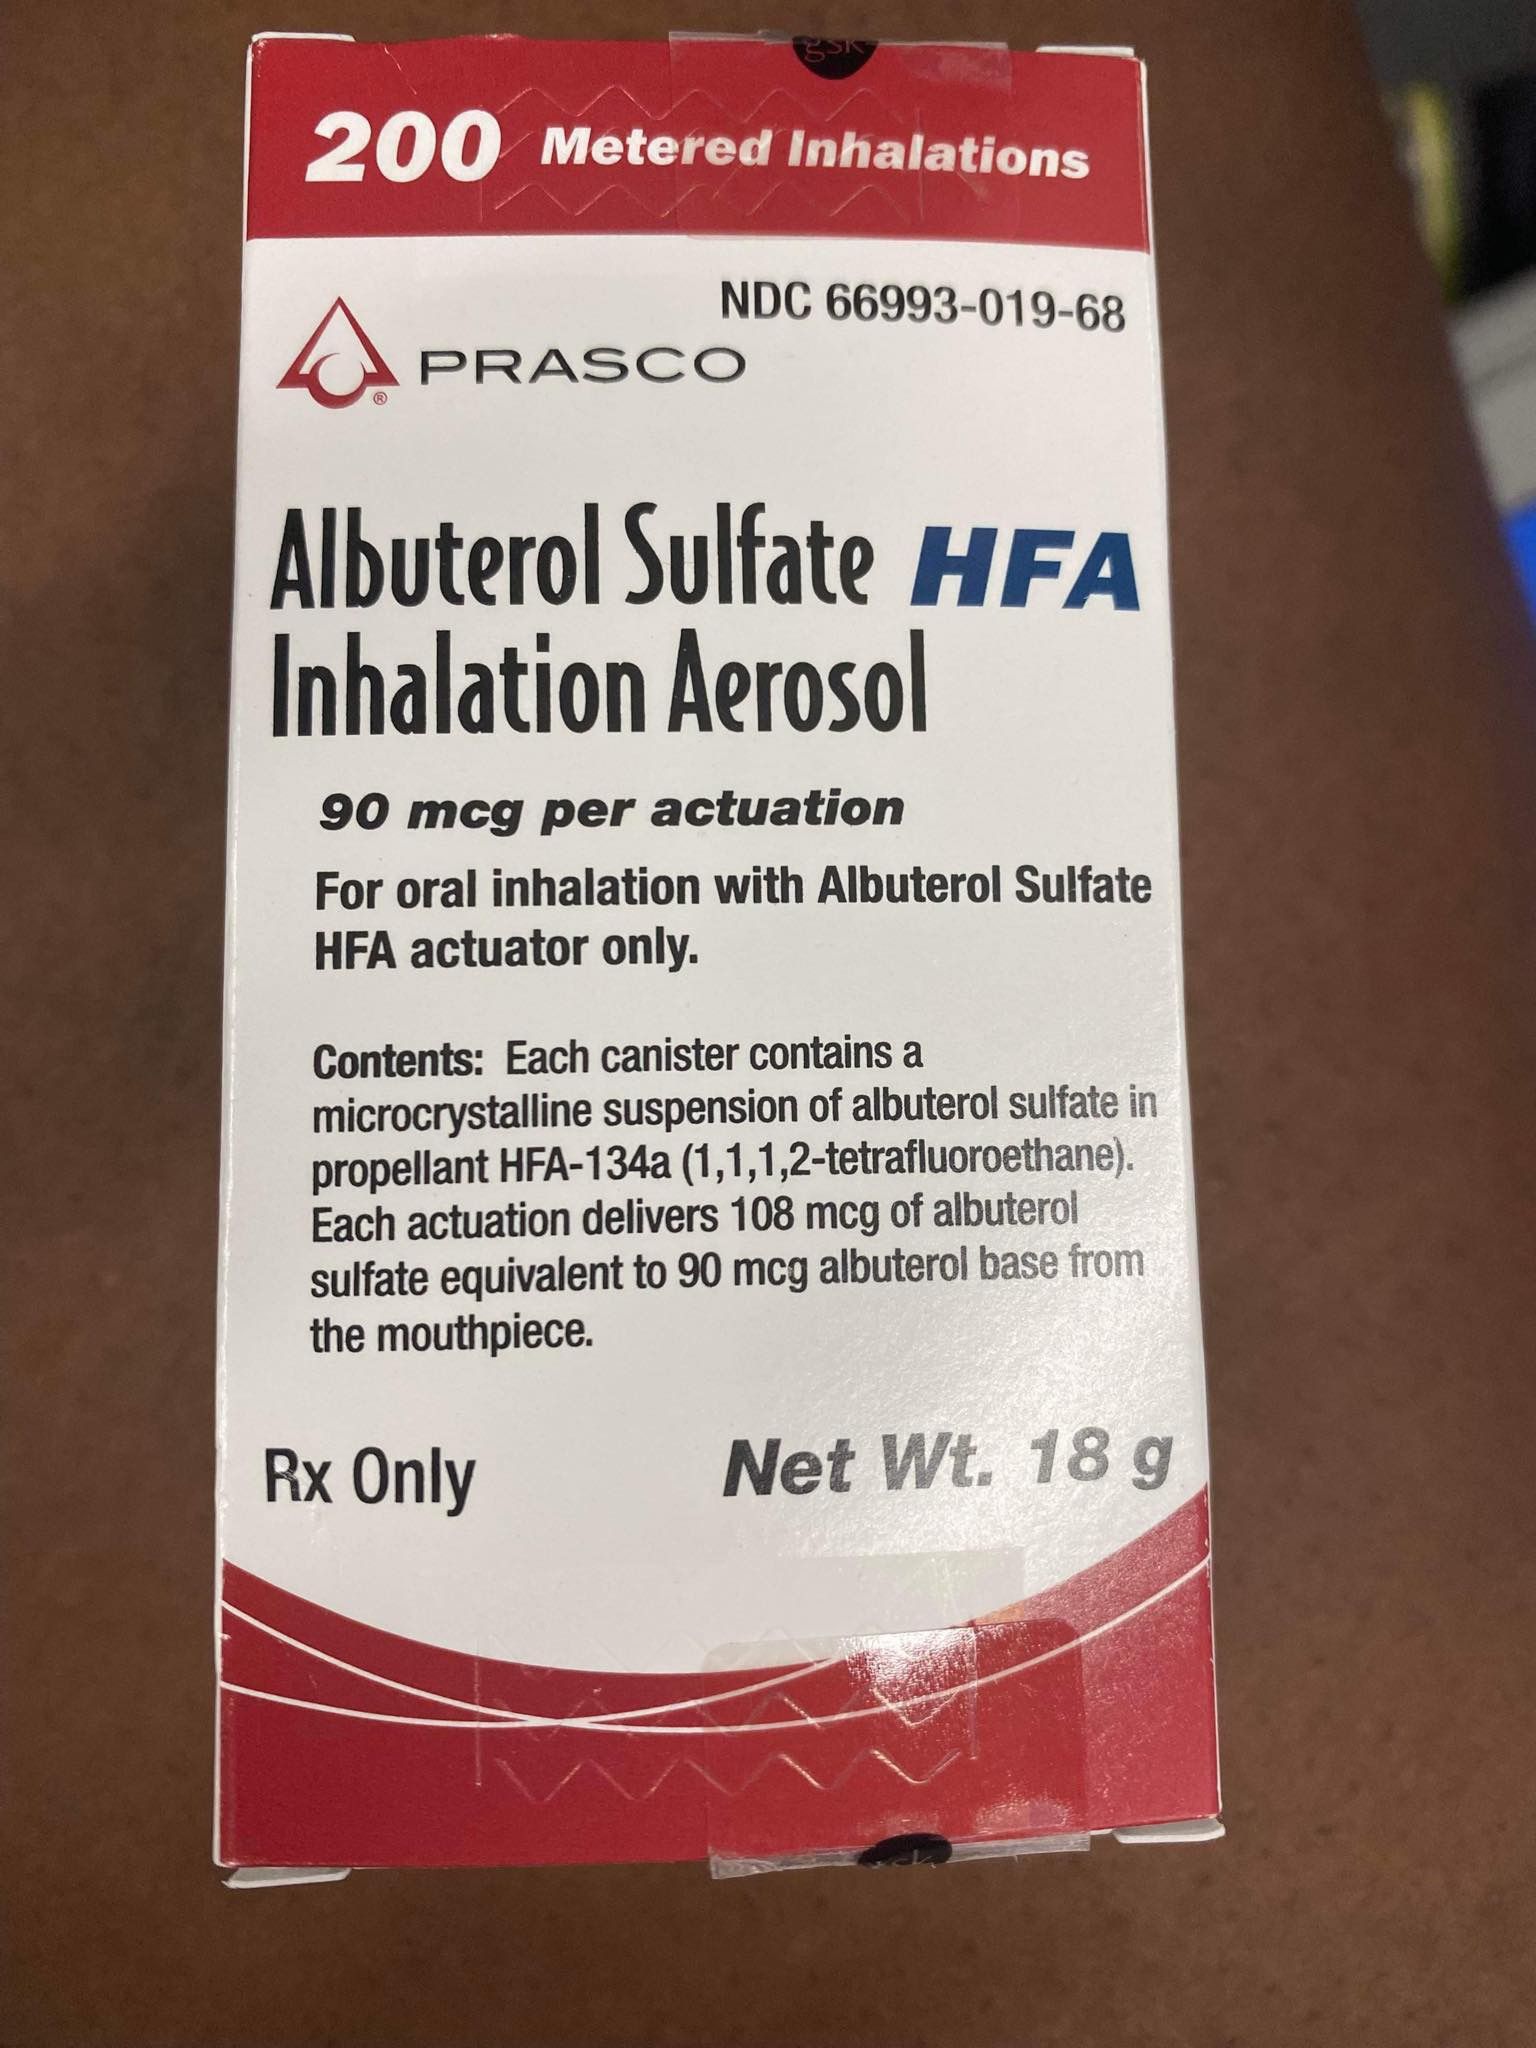 gsk
200 Metered Inhalations
NDC 66993-019-68
PRASCO
®
Albuterol Sulfate HFA
Inhalation Aerosol
90 mcg per actuation
For oral inhalation with Albuterol Sulfate
HFA actuator only.
Contents: Each canister contains a
microcrystalline suspension of albuterol sulfate in
propellant HFA-134a (1,1,1,2-tetrafluoroethane).
Each actuation delivers 108 mcg of albuterol
sulfate equivalent to 90 mcg albuterol base from
the mouthpiece.
Rx Only
Net Wt. 18 g
gsk